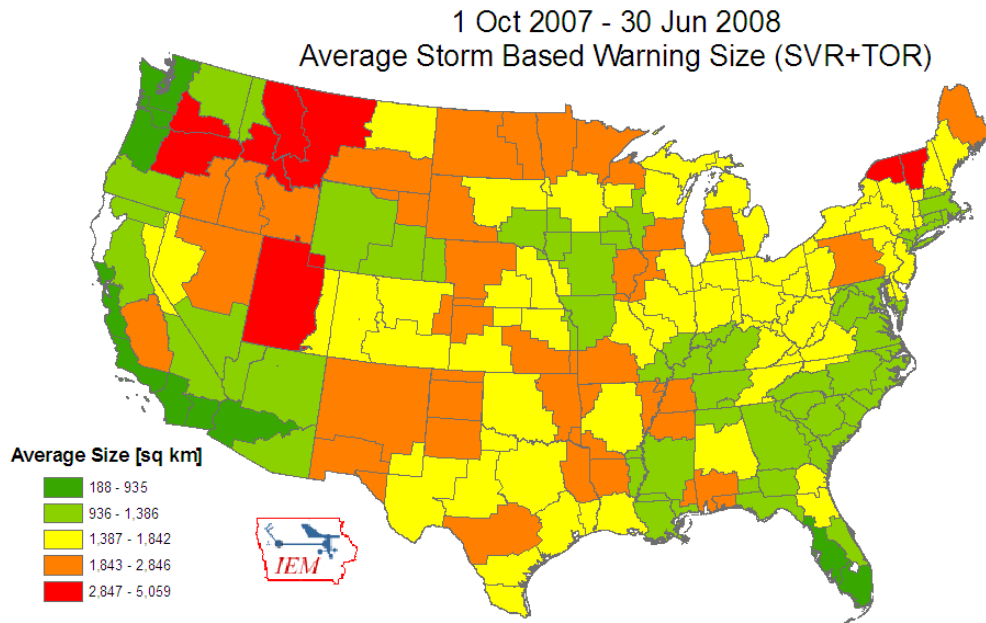 1 Oct 2007 - 30 Jun 2008
Average Storm Based Warning Size (SVR+TOR)
Average Size [sq km]
188 - 935
936 - 1,386
1,387 - 1,842
1,843 - 2,846
2,847 - 5,059
IEM